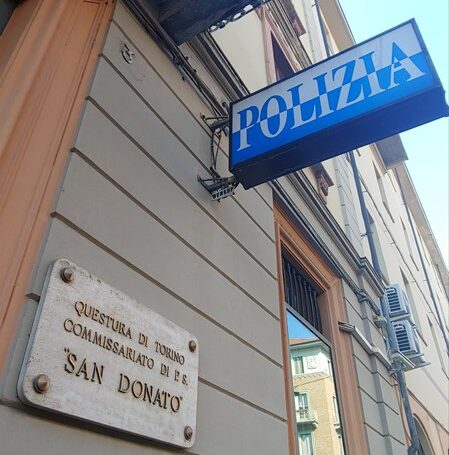 POLIZIA
QUESTURA DI TORINO
COMMISSARIATO DI P.S.
"SAN DONATO"